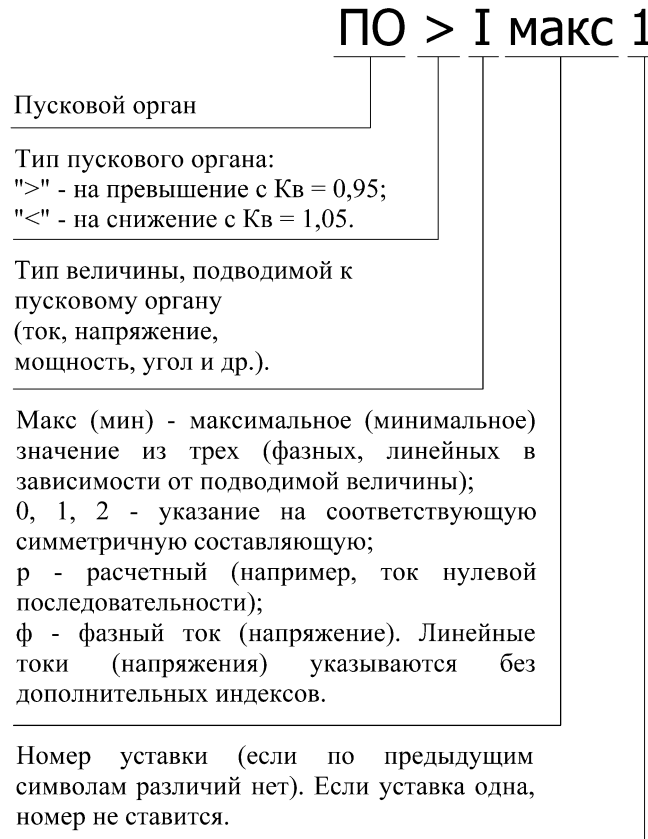 ПО > I макс 1
Пусковой орган
Тип пускового органа:
">" - на превышение с Кв = 0,95;
"<" - на снижение с Кв = 1,05.
Тип величины, подводимой к
пусковому органу
(ток, напряжение,
мощность, угол и др.).
Макс (мин) - максимальное (минимальное)
значение из трех (фазных, линейных в
зависимости от подводимой величины);
0, 1, 2 - указание на соответствующую
симметричную составляющую;
р - расчетный (например, ток нулевой
последовательности);
ф - фазный ток (напряжение). Линейные
токи (напряжения) указываются без
дополнительных индексов.
Номер уставки (если по предыдущим
символам различий нет). Если уставка одна,
номер не ставится.